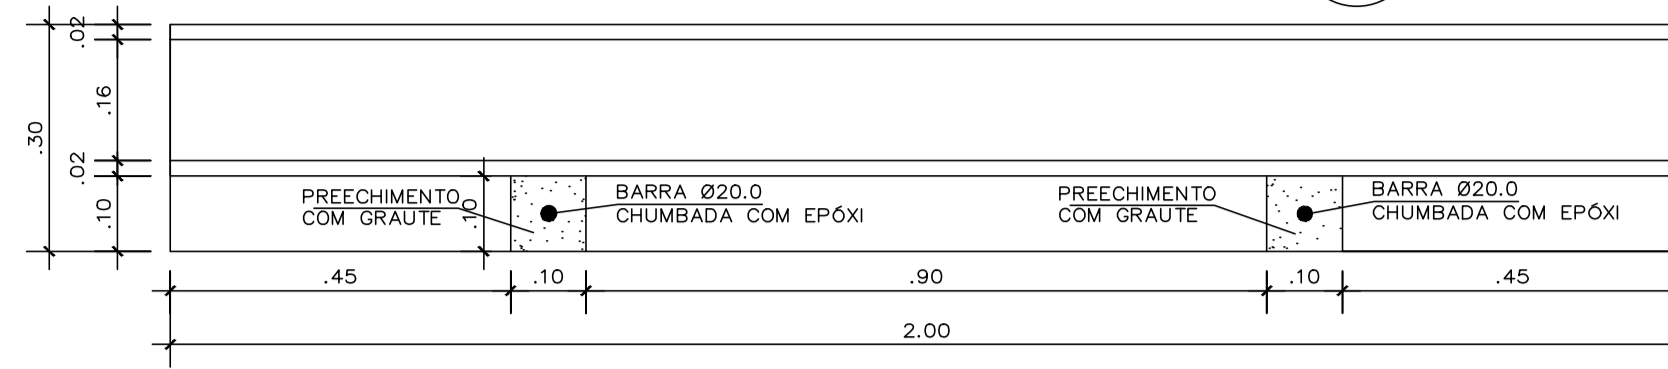 .02
.16
.30
.02
.10
PREECHIMENTO
COM GRAUTE
.10
BARRA Ø20.0
CHUMBADA COM EPÓXI
PREECHIMENTO
COM GRAUTE
BARRA Ø20.0
CHUMBADA COM EPÓXI
.45
.10
.90
.10
.45
2.00